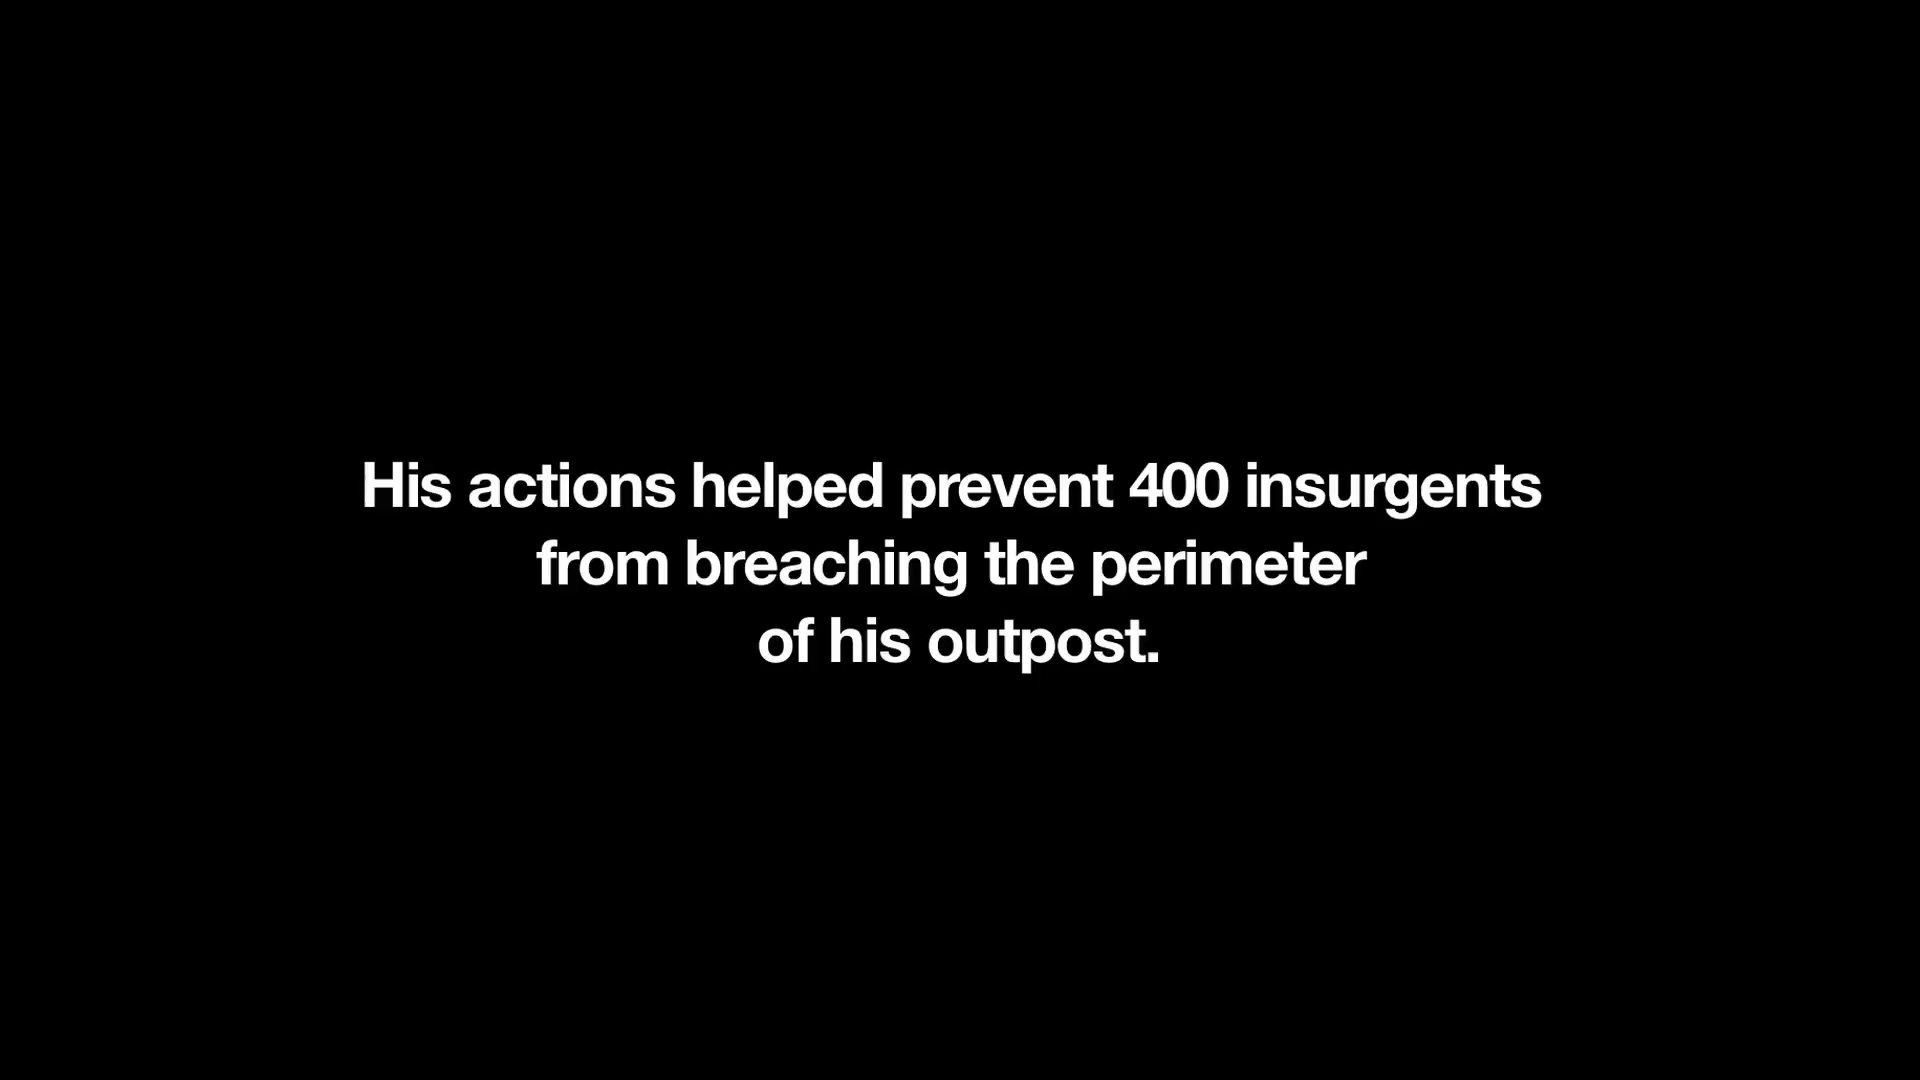 His actions helped prevent 400 insurgents
from breaching the perimeter
of his outpost.